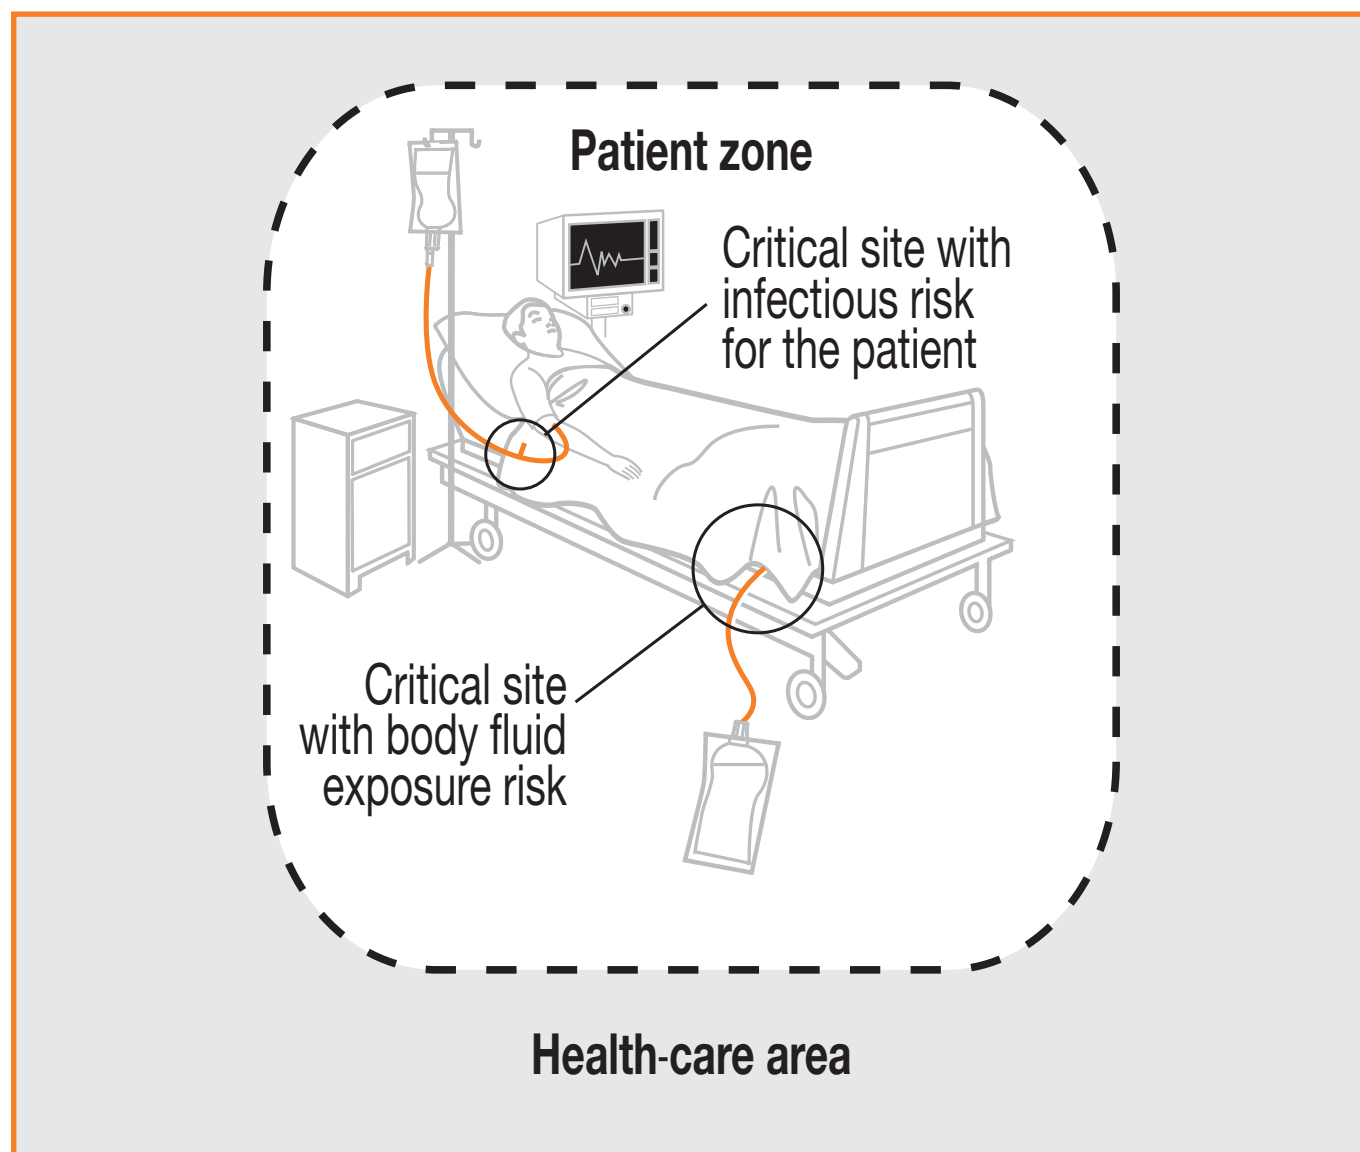 Patient zone
Critical site with
infectious risk
for the patient
Critical site
with body fluid
exposure risk
Health-care area